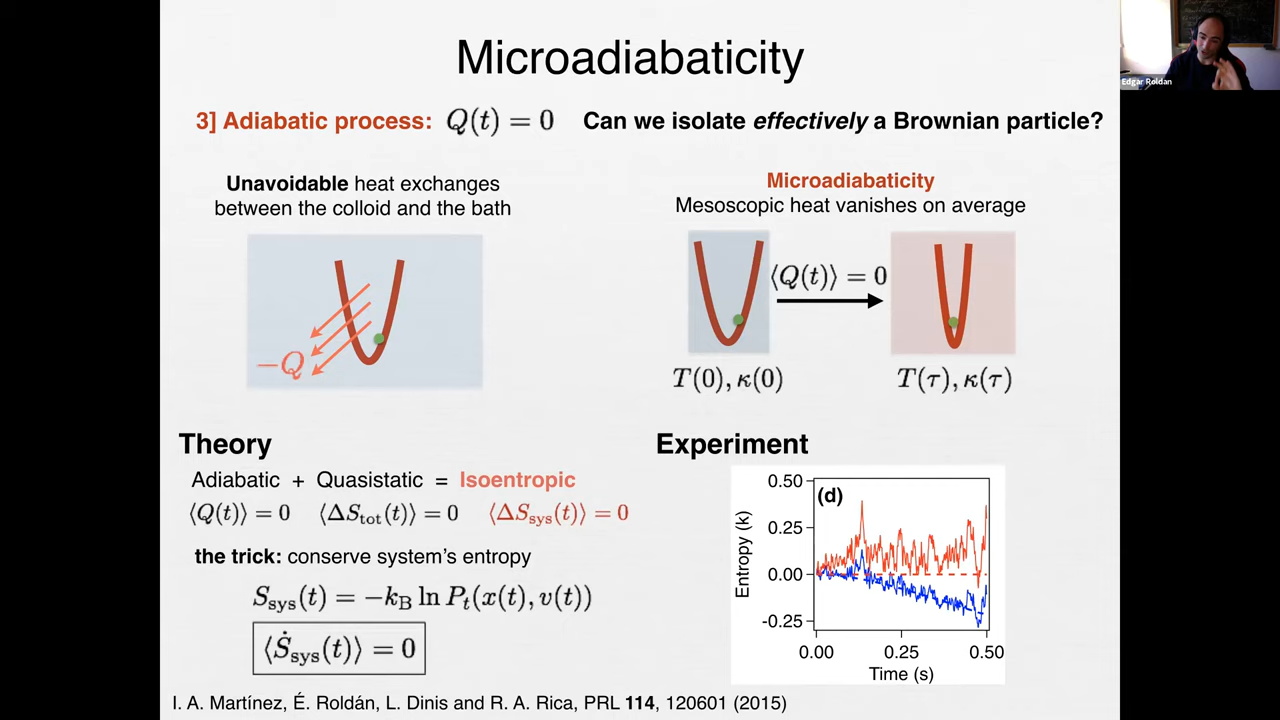 Microadiabaticity
Edgar Roldan
3] Adiabatic process: Q(t) = 0 Can we isolate effectively a Brownian particle?
Unavoidable heat exchanges
between the colloid and the bath
−Q
Microadiabaticity
Mesoscopic heat vanishes on average
⟨Q(t)⟩ = 0
T(0), κ(0)
T(τ), κ(τ)
Theory
Adiabatic + Quasistatic = Isoentropic
⟨Q(t)⟩ = 0 ⟨ΔS_tot(t)⟩ = 0 ⟨ΔS_sys(t)⟩ = 0
the trick: conserve system's entropy
S_sys(t) = −k_B ln P_t(x(t), v(t))
⟨Ṡ_sys(t)⟩ = 0
Experiment
(d)
Entropy (k)
0.50
0.25
0.00
-0.25
0.00 0.25 0.50
Time (s)
I. A. Martínez, É. Roldán, L. Dinis and R. A. Rica, PRL 114, 120601 (2015)